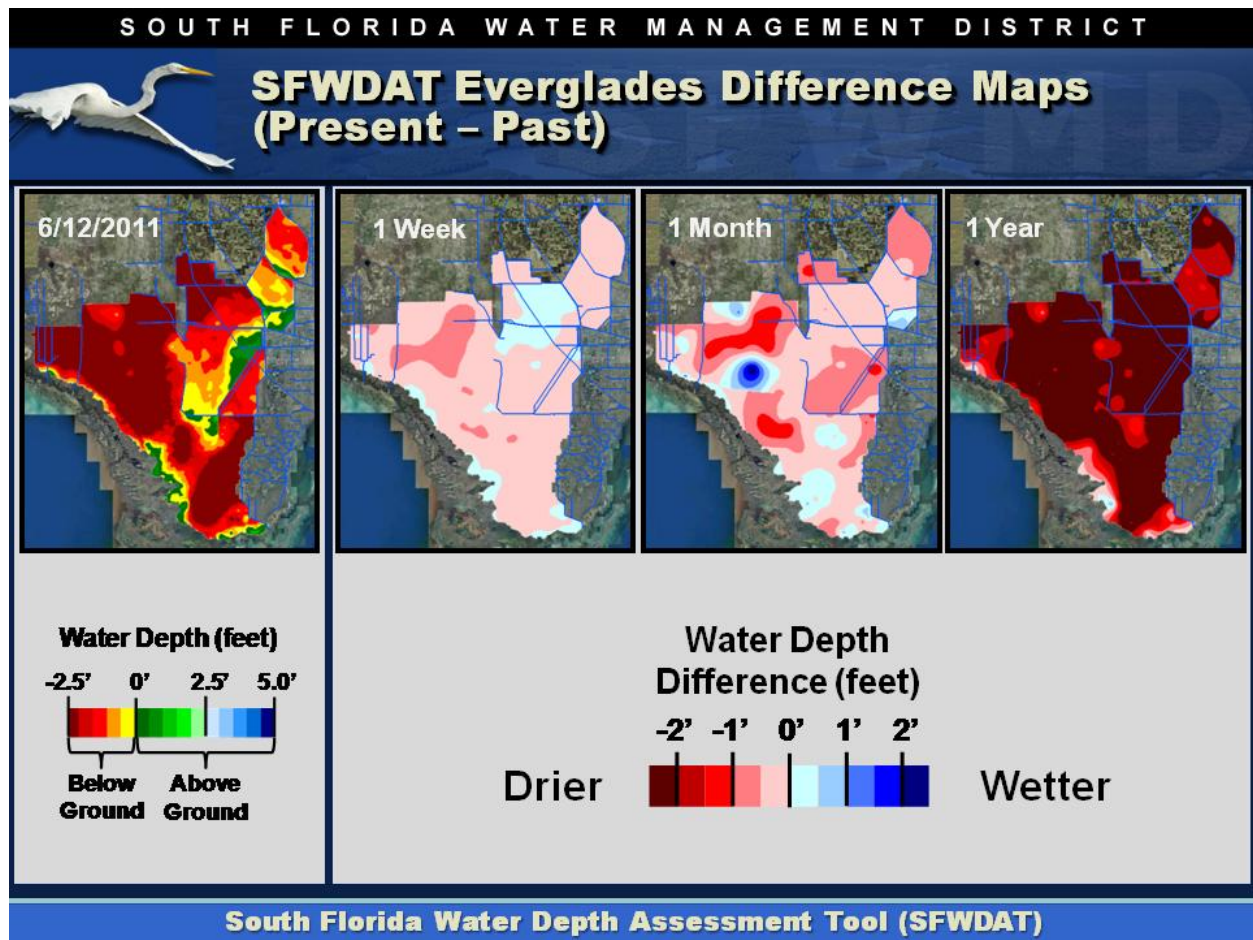 SOUTH FLORIDA WATER MANAGEMENT DISTRICT
SFWDAT Everglades Difference Maps
(Present – Past)
6/12/2011
1 Week
1 Month
1 Year
Water Depth (feet)
-2.5’ 0’ 2.5’ 5.0’
Below Ground
Above Ground
Water Depth
Difference (feet)
-2’ -1’ 0’ 1’ 2’
Drier
Wetter
South Florida Water Depth Assessment Tool (SFWDAT)